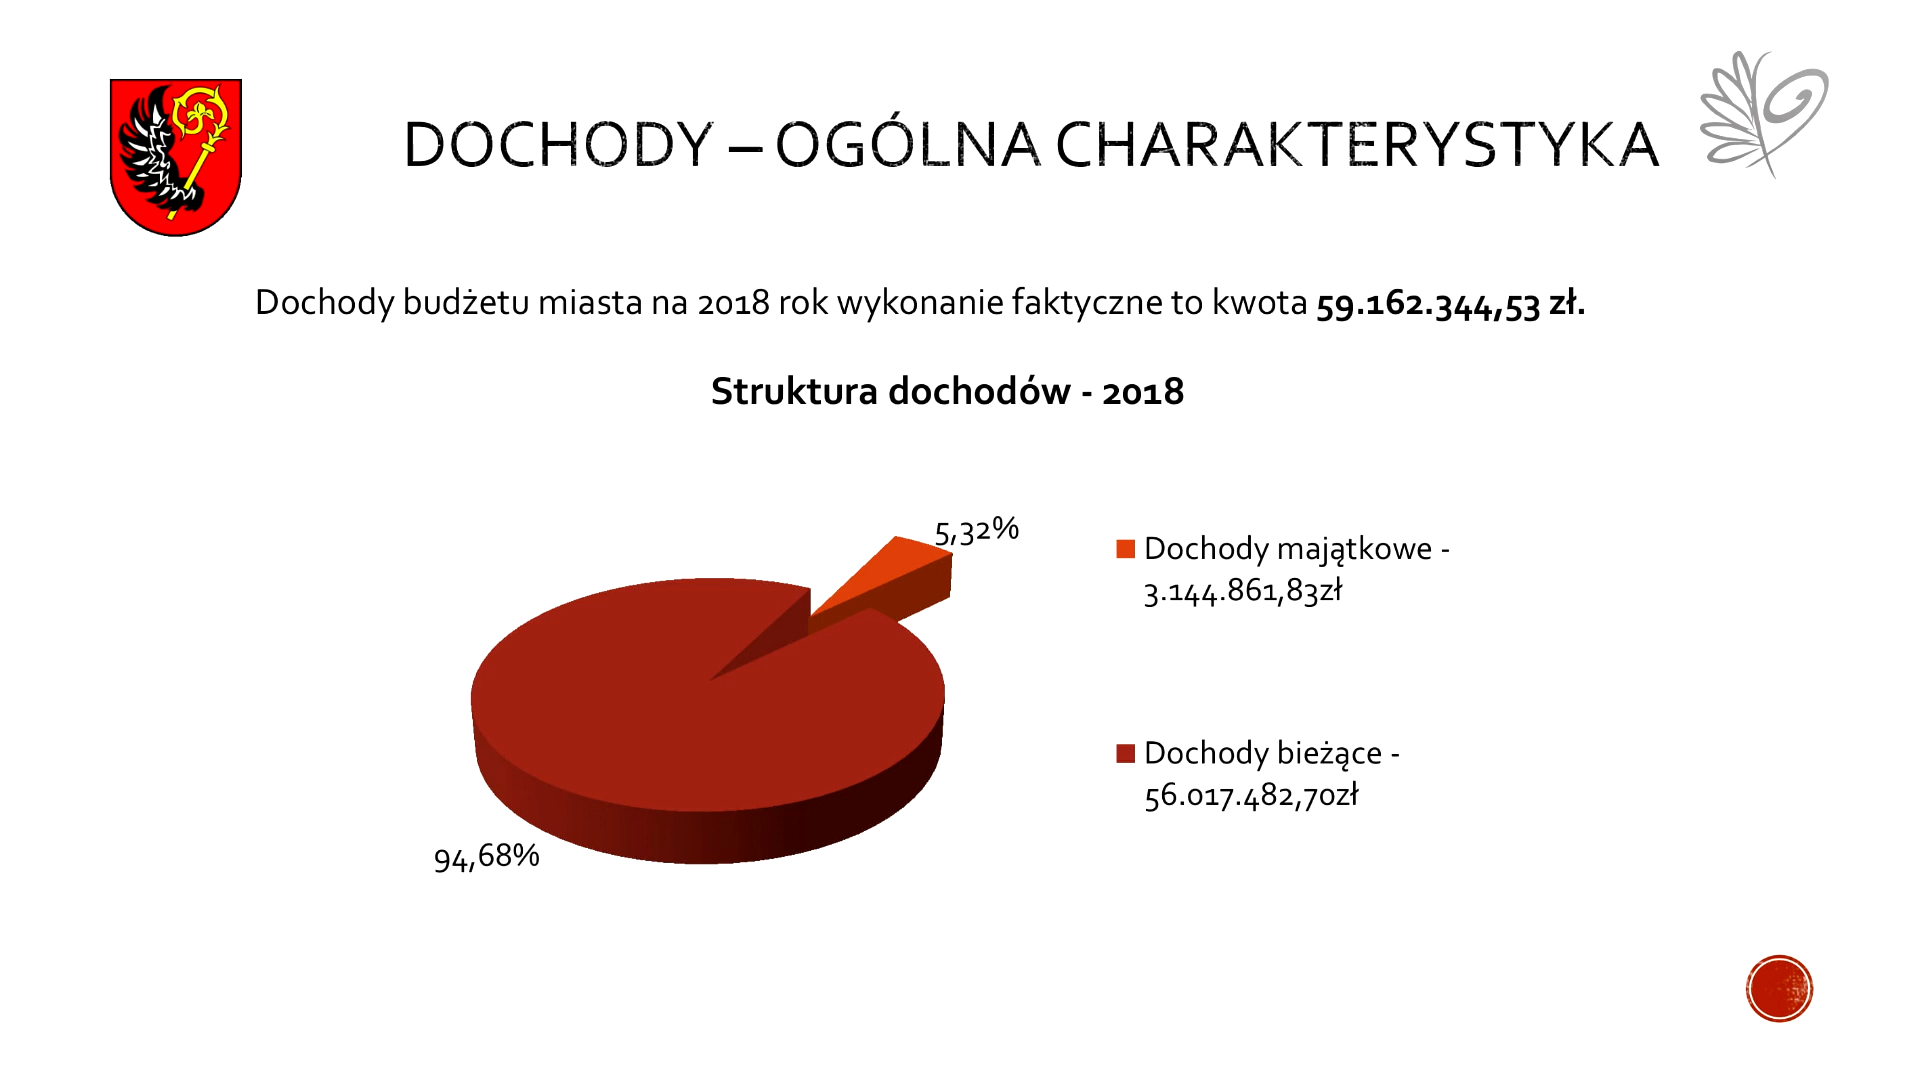 DOCHODY – OGÓLNA CHARAKTERYSTYKA
Dochody budżetu miasta na 2018 rok wykonanie faktyczne to kwota 59.162.344,53 zł.
Struktura dochodów - 2018
5,32%
Dochody majątkowe -
3.144.861,83zł
Dochody bieżące -
56.017.482,70zł
94,68%